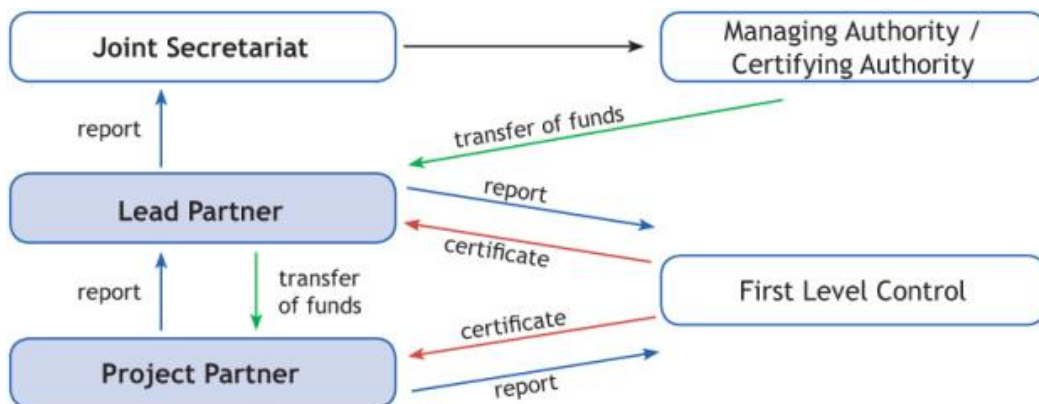 Joint Secretariat
Managing Authority /
Certifying Authority
report
transfer of funds
Lead Partner
report
certificate
report
transfer
of funds
First Level Control
certificate
Project Partner
report